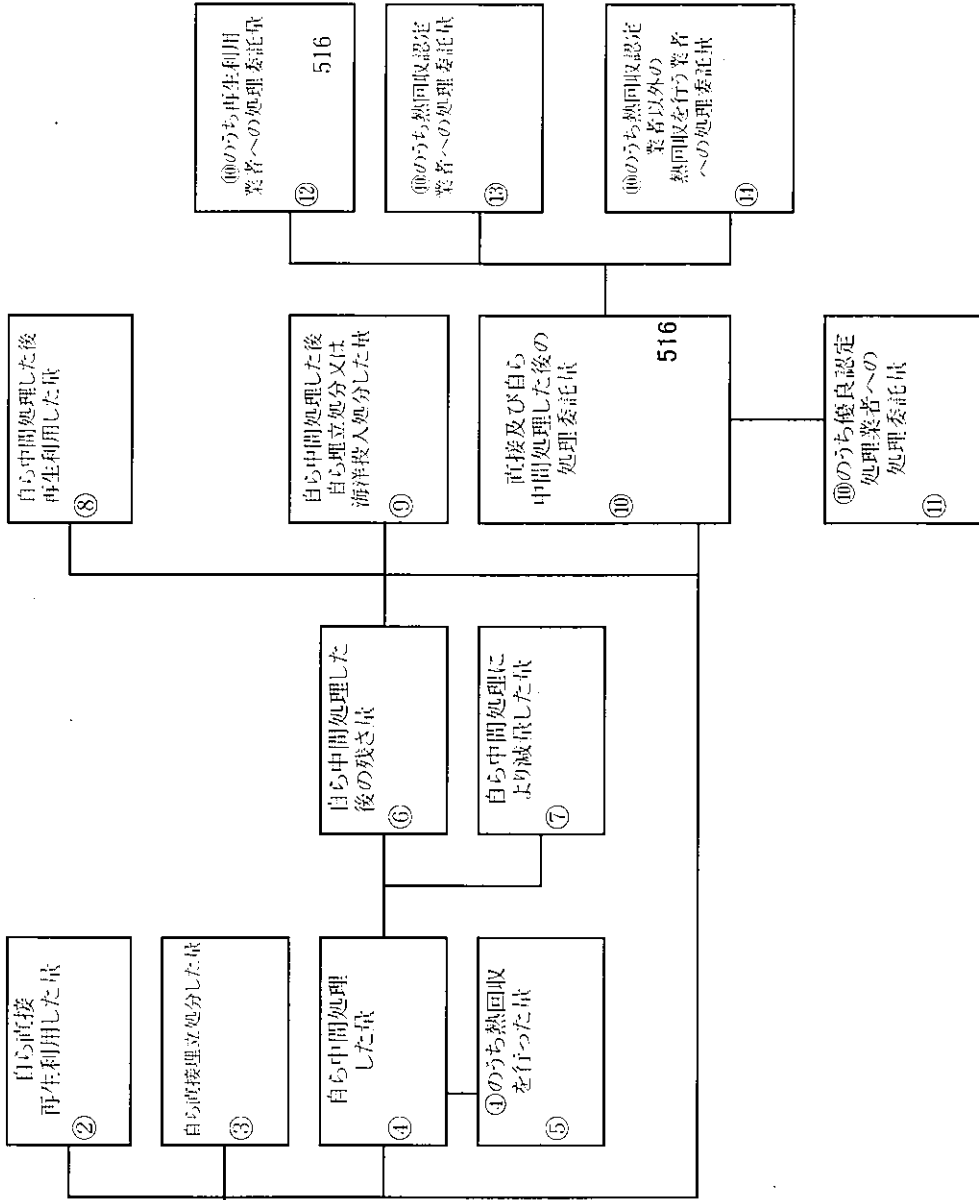 ②
自ら直接
再生利用した量
③
自ら直接埋立処分した量
④
自ら中間処理
した量
⑤
④のうち熱回収
を行った量
⑥
自ら中間処理した
後の残さ量
⑦
自ら中間処理に
より減量した量
⑧
自ら中間処理した後
再生利用した量
⑨
自ら中間処理した後
自ら埋立処分又は
海洋投入処分した量
⑩
直接及び自ら
中間処理した後の
処理委託量
516
⑪
⑩のうち優良認定
処理業者への
処理委託量
⑫
⑩のうち再生利用
業者への処理委託量
516
⑬
⑩のうち熱回収認定
業者への処理委託量
⑭
⑩のうち熱回収認定
業者以外の
熱回収を行う業者
への処理委託量